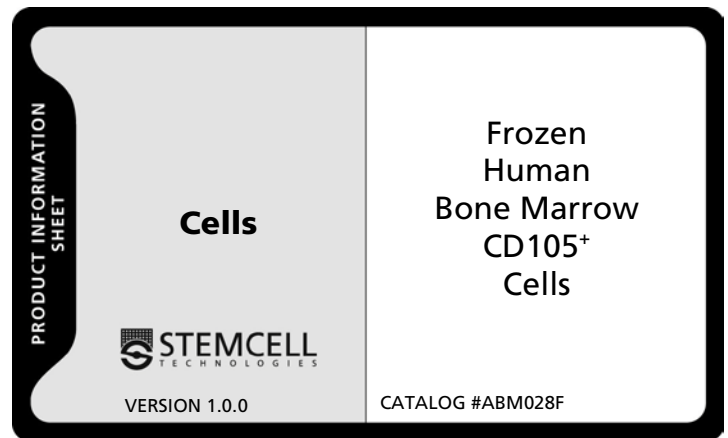 PRODUCT INFORMATION
SHEET
Cells
STEMCELL
TECHNOLOGIES
VERSION 1.0.0
Frozen
Human
Bone Marrow
CD105⁺
Cells
CATALOG #ABM028F